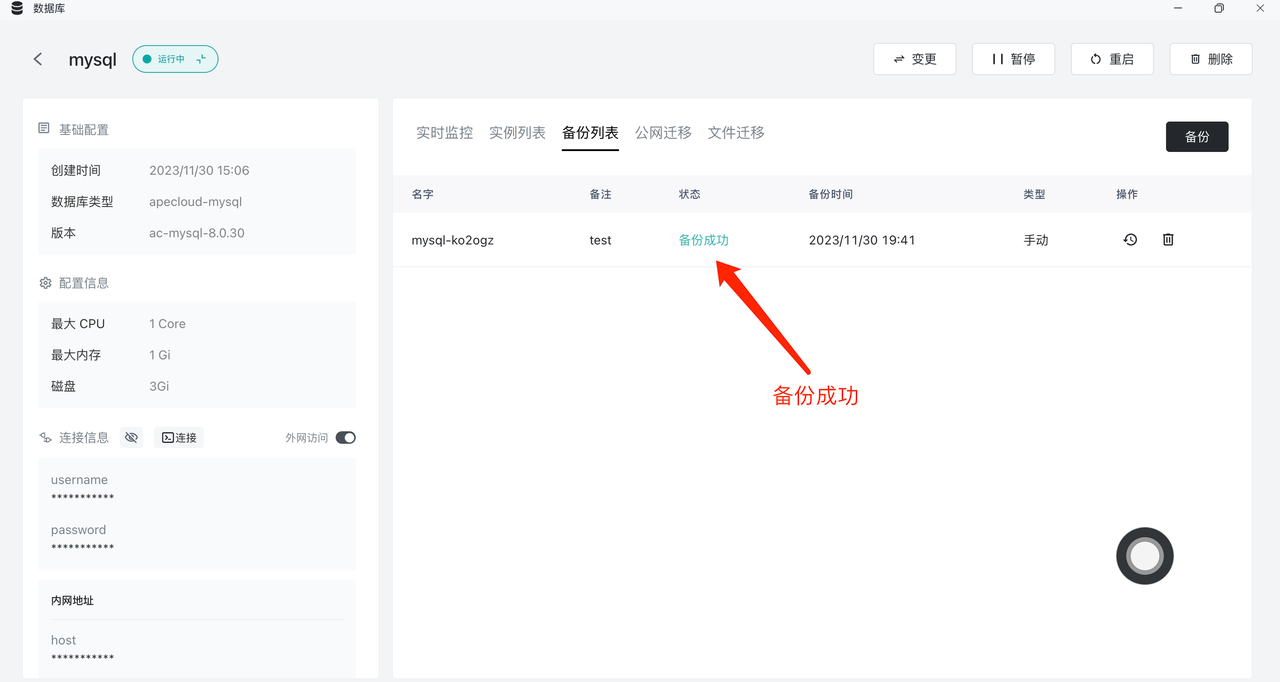 数据库
mysql 运行中 变更 暂停 重启 删除
基础配置
创建时间 2023/11/30 15:06
数据库类型 apecloud-mysql
版本 ac-mysql-8.0.30
配置信息
最大 CPU 1 Core
最大内存 1 Gi
磁盘 3Gi
连接信息 连接 外网访问
username
***********
password
***********
内网地址
host
***********
实时监控 实例列表 备份列表 公网迁移 文件迁移 备份
名字 备注 状态 备份时间 类型 操作
mysql-ko2ogz test 备份成功 2023/11/30 19:41 手动
备份成功